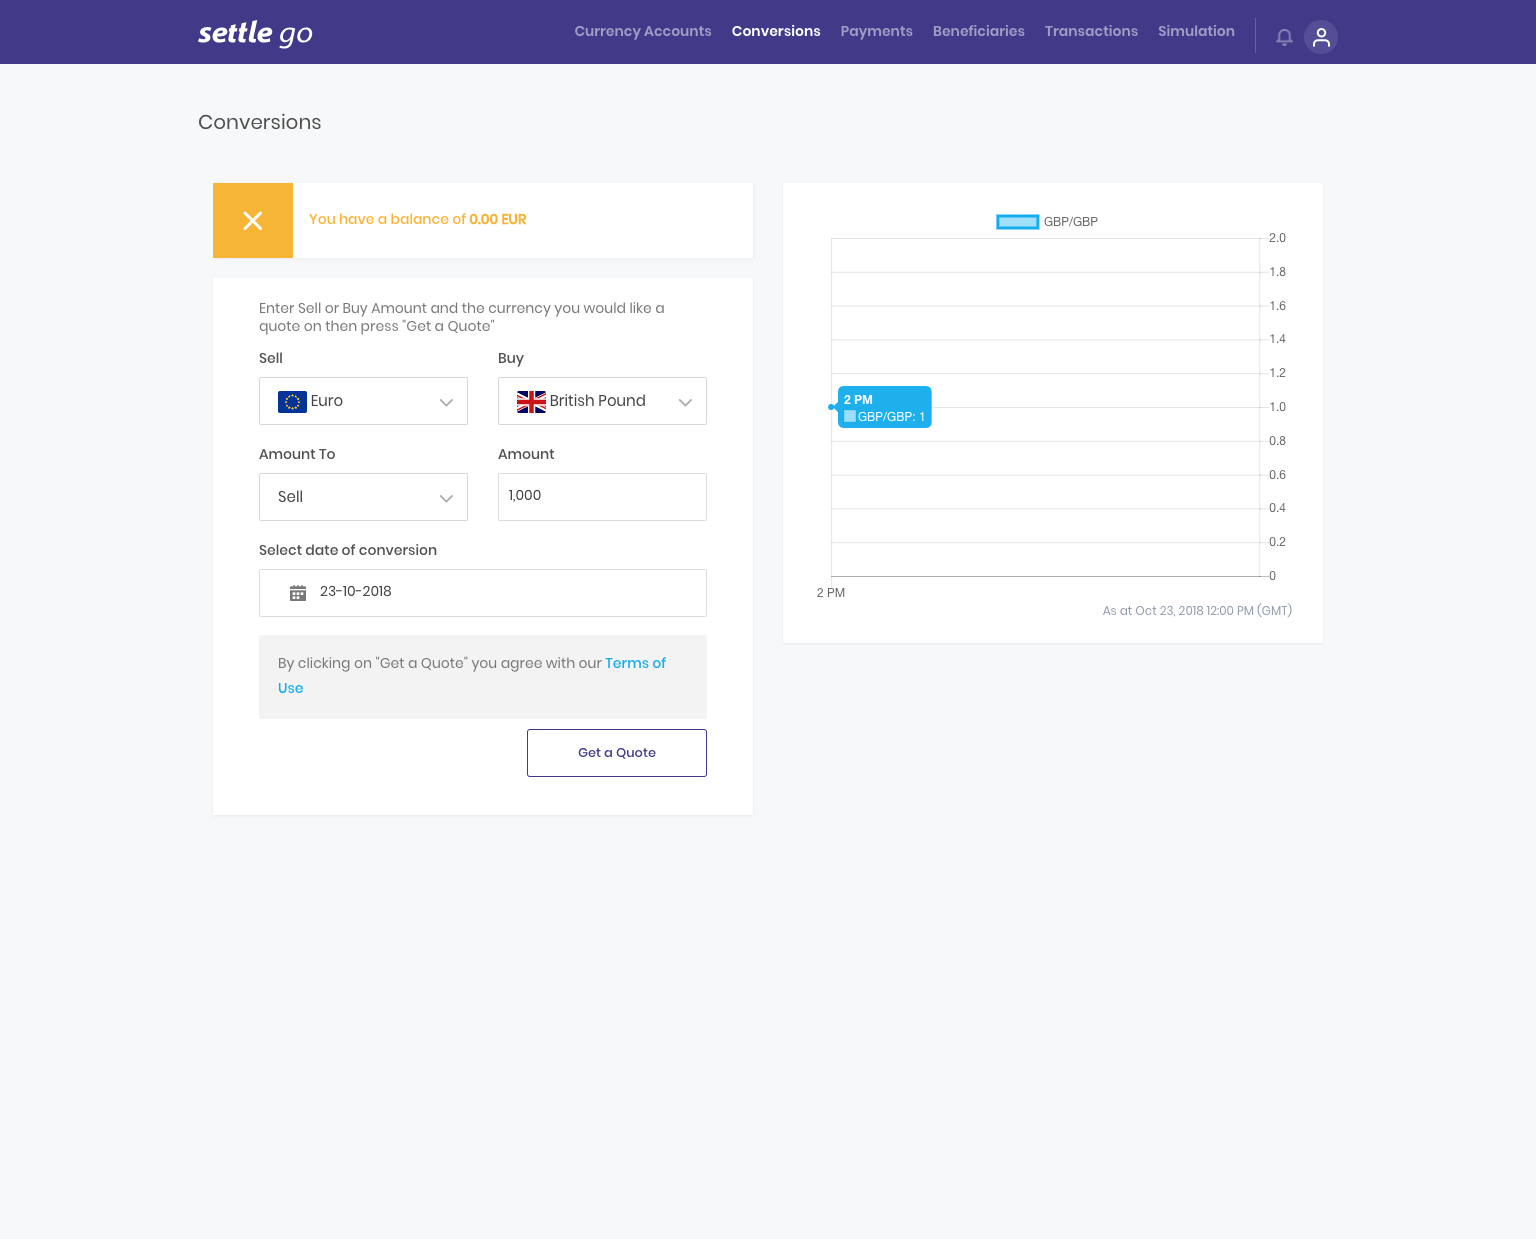 settle go
Currency Accounts Conversions Payments Beneficiaries Transactions Simulation
Conversions
You have a balance of 0.00 EUR
Enter Sell or Buy Amount and the currency you would like a
quote on then press "Get a Quote"
Sell Buy
Euro British Pound
Amount To Amount
Sell 1,000
Select date of conversion
23-10-2018
By clicking on "Get a Quote" you agree with our Terms of
Use
Get a Quote
GBP/GBP
2.0
1.8
1.6
1.4
1.2
1.0
0.8
0.6
0.4
0.2
0
2 PM
GBP/GBP: 1
2 PM
As at Oct 23, 2018 12:00 PM (GMT)